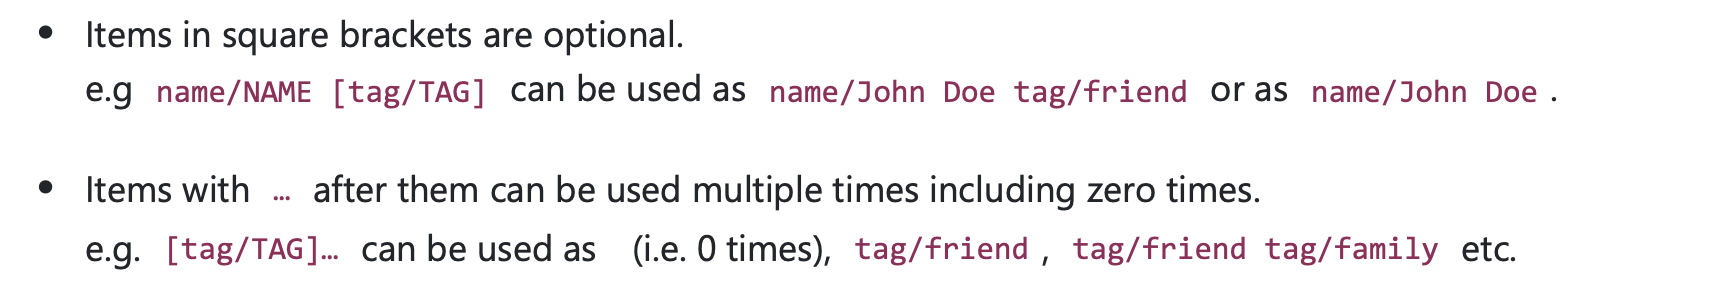 • Items in square brackets are optional.
e.g name/NAME [tag/TAG] can be used as name/John Doe tag/friend or as name/John Doe .
• Items with … after them can be used multiple times including zero times.
e.g. [tag/TAG]… can be used as (i.e. 0 times), tag/friend , tag/friend tag/family etc.